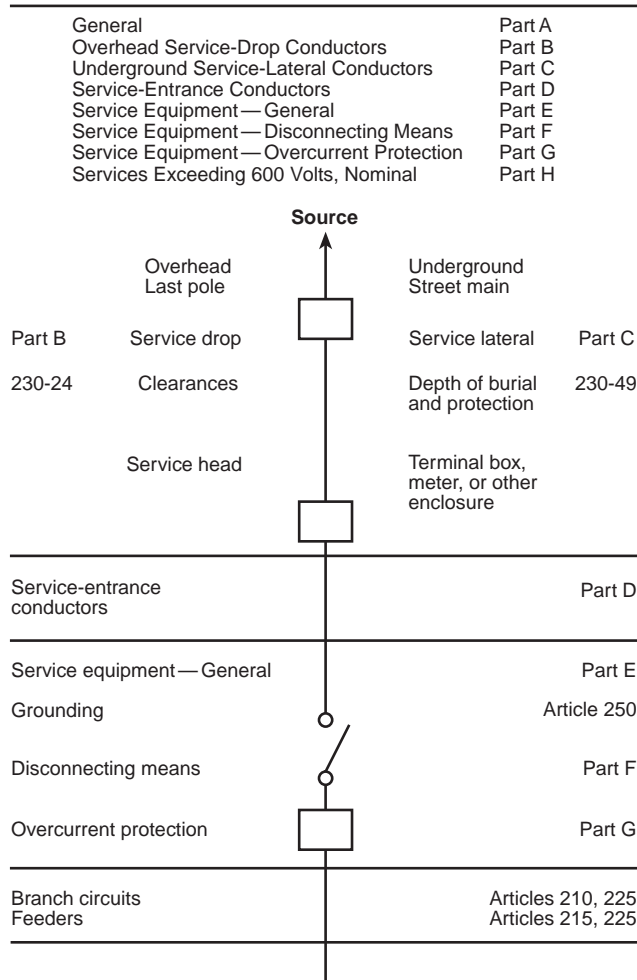 General Part A
Overhead Service-Drop Conductors Part B
Underground Service-Lateral Conductors Part C
Service-Entrance Conductors Part D
Service Equipment—General Part E
Service Equipment—Disconnecting Means Part F
Service Equipment—Overcurrent Protection Part G
Services Exceeding 600 Volts, Nominal Part H
Source
Overhead Underground
Last pole Street main
Part B Service drop Service lateral Part C
230-24 Clearances Depth of burial 230-49
and protection
Service head Terminal box,
meter, or other
enclosure
Service-entrance Part D
conductors
Service equipment—General Part E
Grounding Article 250
Disconnecting means Part F
Overcurrent protection Part G
Branch circuits Articles 210, 225
Feeders Articles 215, 225